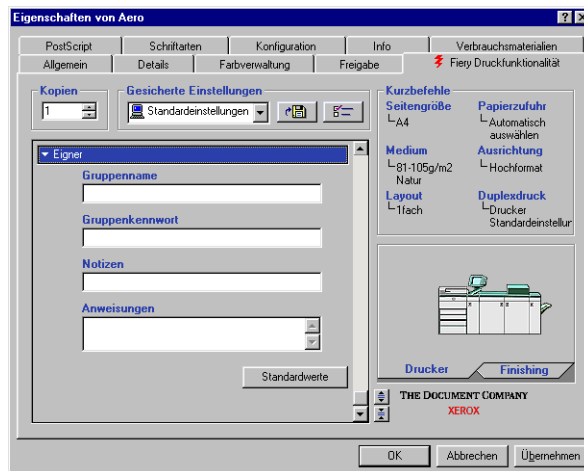 Eigenschaften von Aero
PostScript
Schriftarten
Konfiguration
Info
Verbrauchsmaterialien
Allgemein
Details
Farbverwaltung
Freigabe
Fiery Druckfunktionalität
Kopien
1
Gesicherte Einstellungen
Standardeinstellungen
Eigner
Gruppenname
Gruppenkennwort
Notizen
Anweisungen
Standardwerte
Kurzbefehle
Seitengröße
A4
Papierzufuhr
Automatisch
auswählen
Medium
81-105g/m2
Natur
Ausrichtung
Hochformat
Layout
1fach
Duplexdruck
Drucker
Standardeinstellur
Drucker
Finishing
THE DOCUMENT COMPANY
XEROX
OK
Abbrechen
Übernehmen